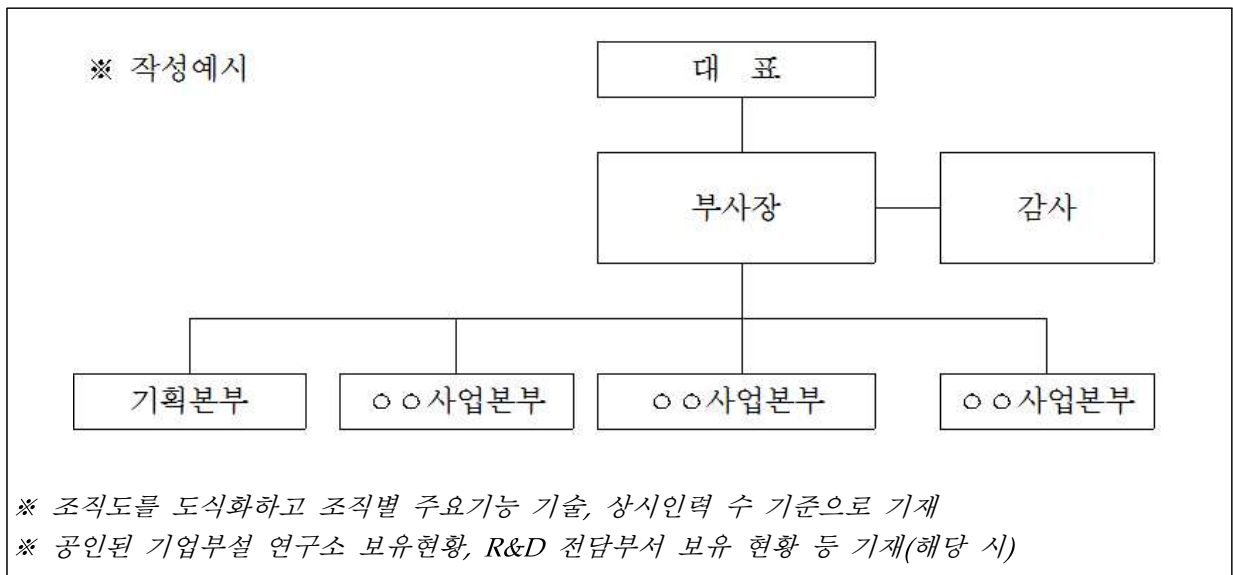 ※ 작성예시
대 표
부사장
감사
기획본부
○○사업본부
○○사업본부
○○사업본부
※ 조직도를 도식화하고 조직별 주요기능 기술, 상시인력 수 기준으로 기재
※ 공인된 기업부설 연구소 보유현황, R&D 전담부서 보유 현황 등 기재(해당 시)